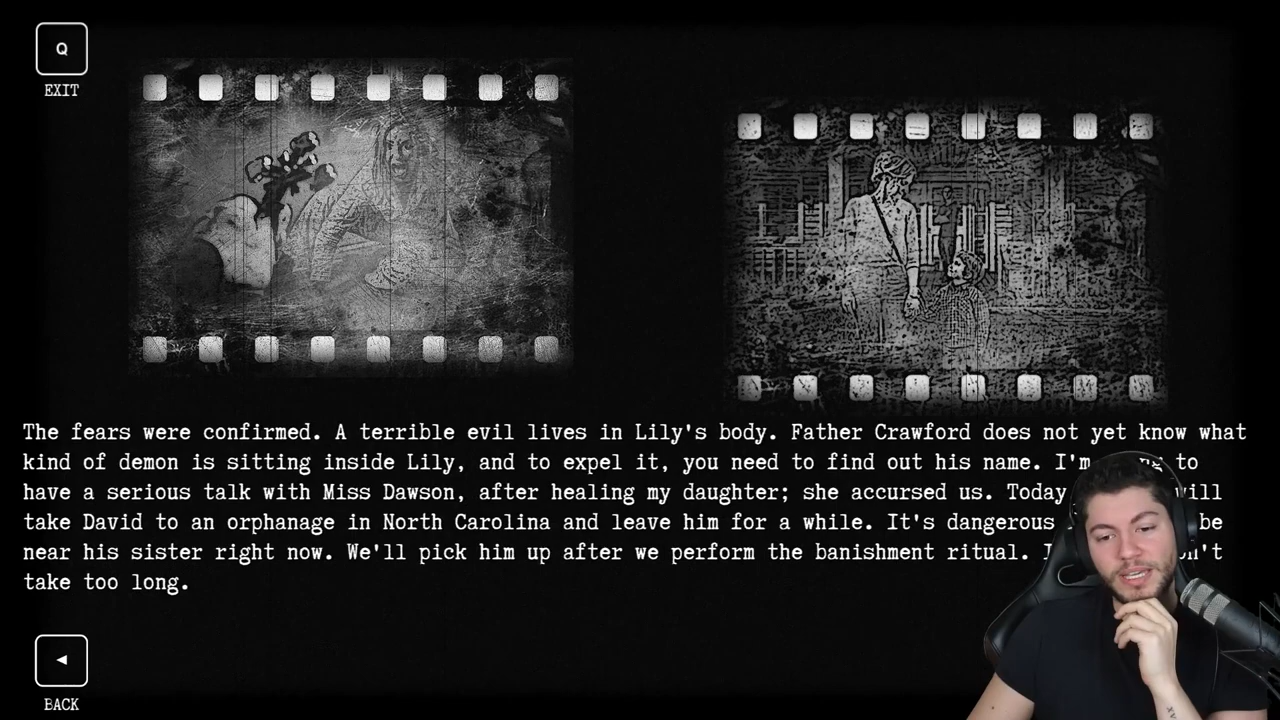 Q
EXIT
The fears were confirmed. A terrible evil lives in Lily's body. Father Crawford does not yet know what
kind of demon is sitting inside Lily, and to expel it, you need to find out his name. I'm to
have a serious talk with Miss Dawson, after healing my daughter; she accursed us. Today will
take David to an orphanage in North Carolina and leave him for a while. It's dangerous be
near his sister right now. We'll pick him up after we perform the banishment ritual.
take too long.
BACK